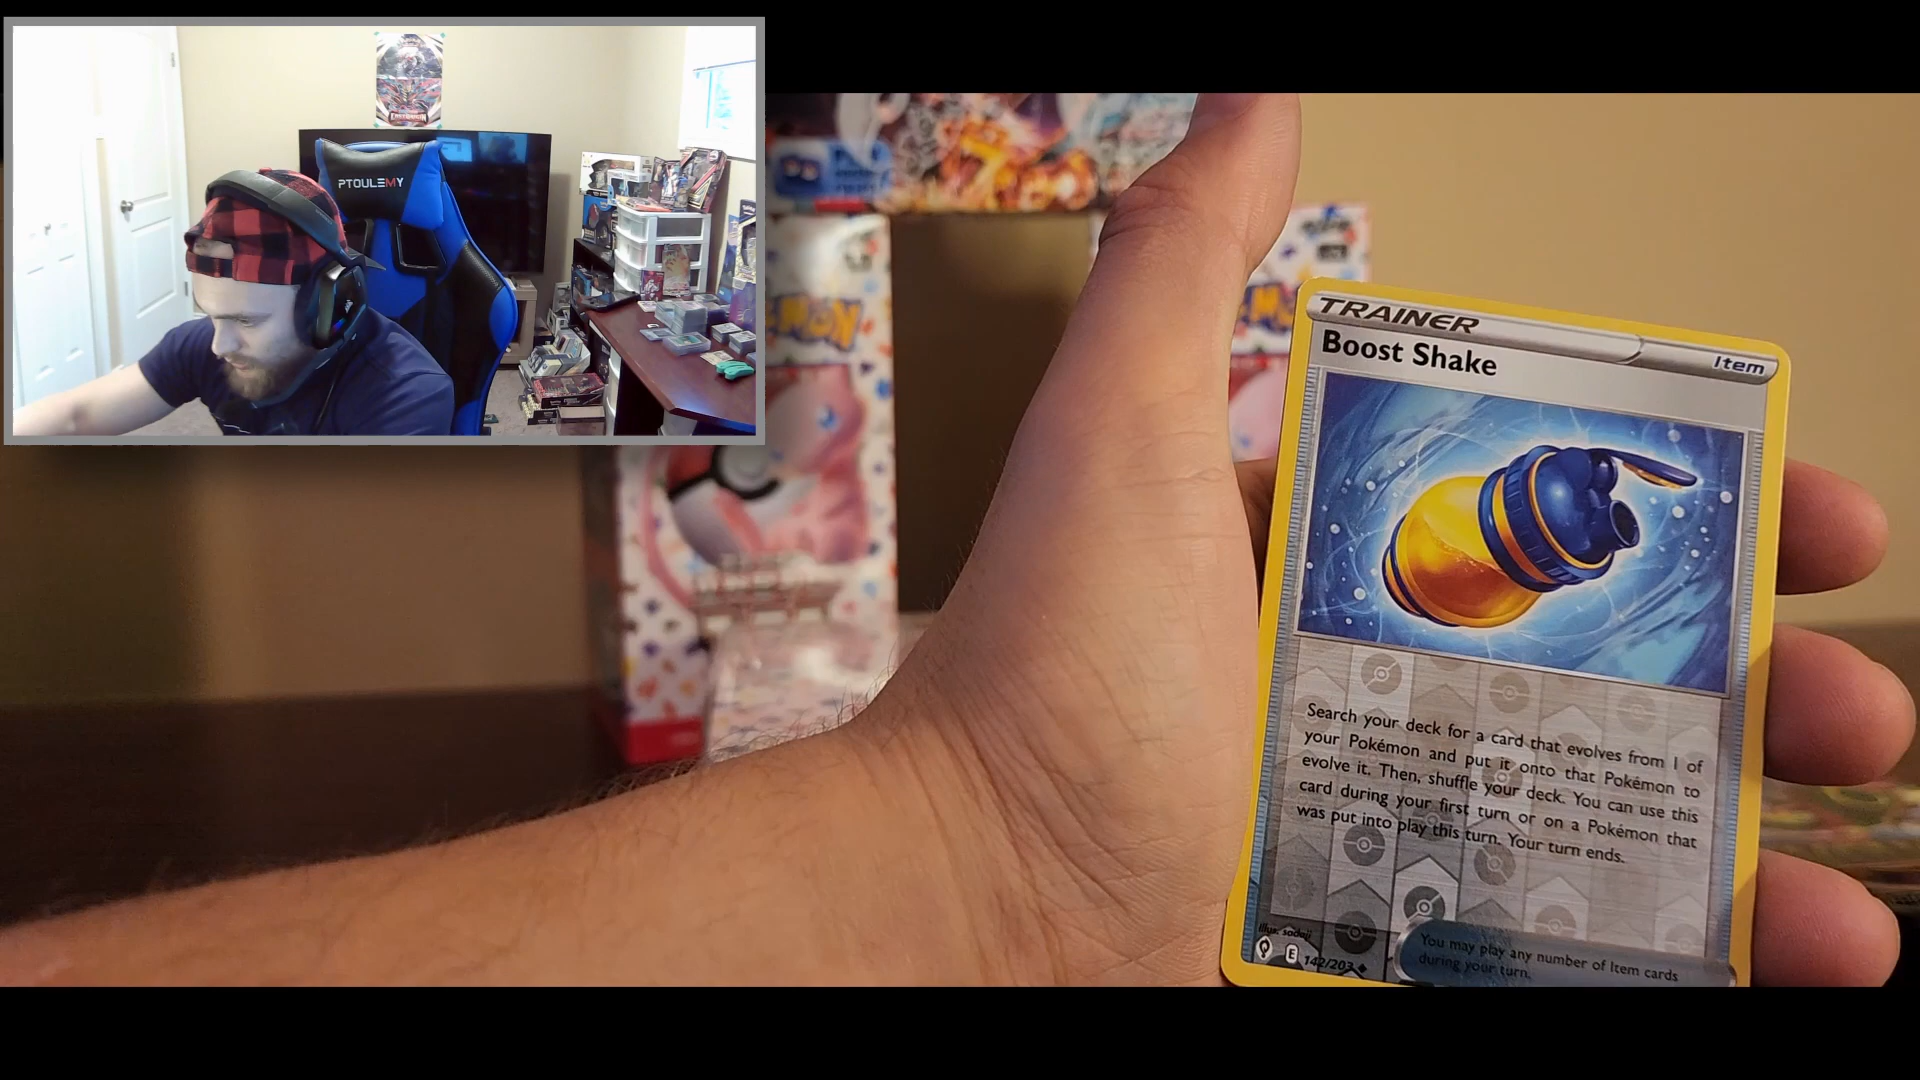 PTOULEMY
TRAINER
Item
Boost Shake
Search your deck for a card that evolves from 1 of
your Pokémon and put it onto that Pokémon to
evolve it. Then, shuffle your deck. You can use this
card during your first turn or on a Pokémon that
was put into play this turn. Your turn ends.
illus. sadaji
E 142/203
You may play any number of Item cards
during your turn.